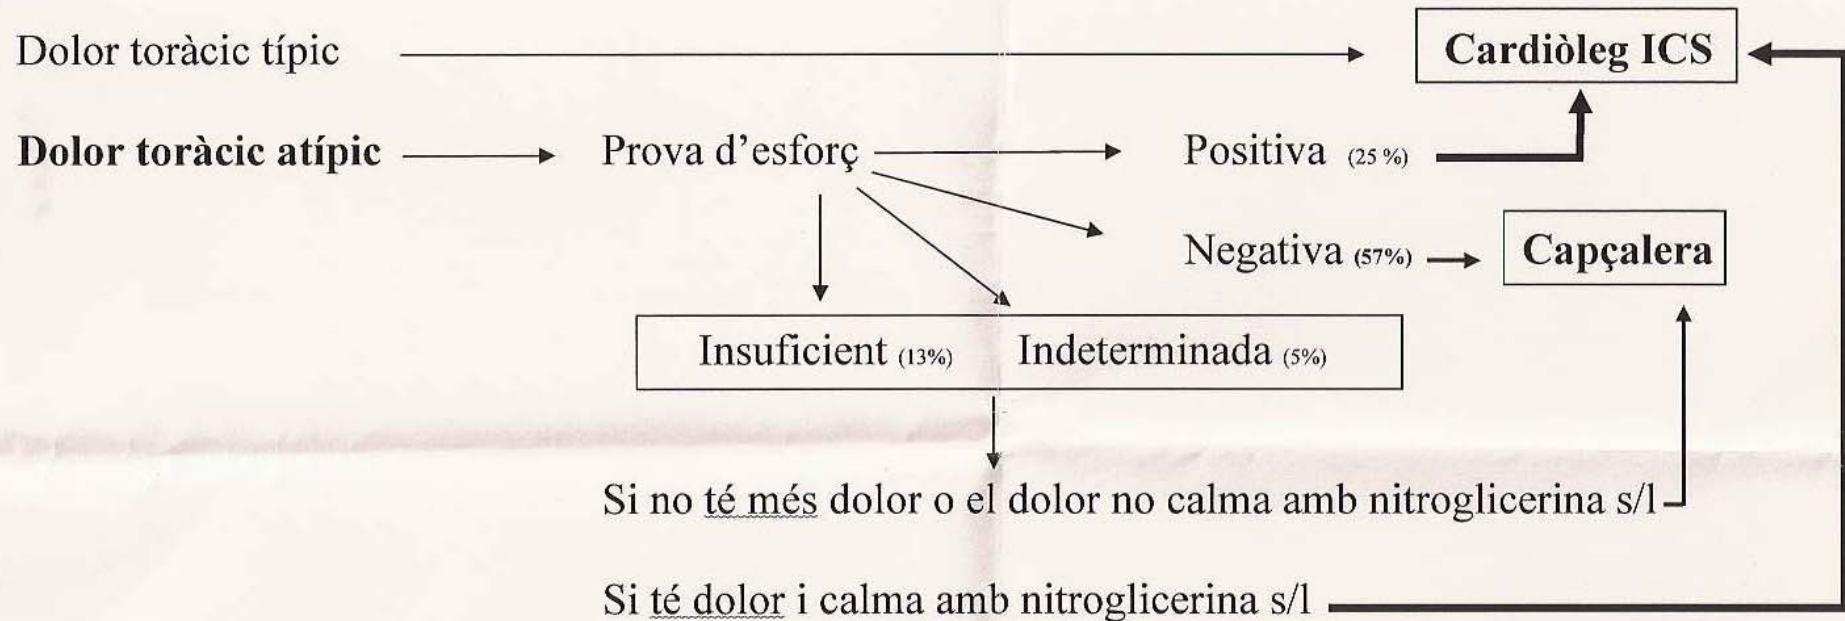 Dolor toràcic típic
Cardiòleg ICS
Dolor toràcic atípic
Prova d'esforç
Positiva (25 %)
Negativa (57%)
Capçalera
Insuficient (13%)
Indeterminada (5%)
Si no té més dolor o el dolor no calma amb nitroglicerina s/l
Si té dolor i calma amb nitroglicerina s/l